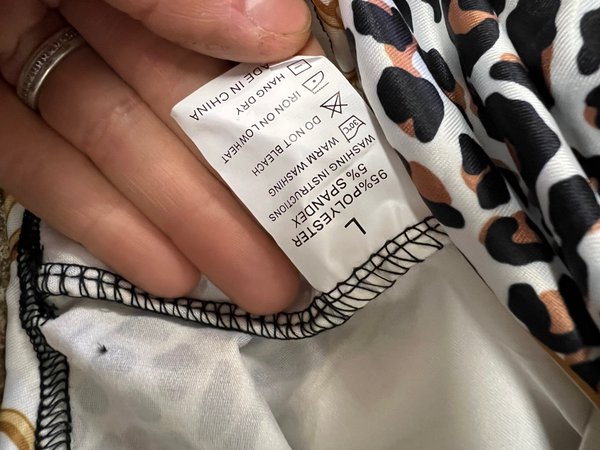 L
95%POLYESTER
5% SPANDEX
WASHING INSTRUCTIONS
30°C
WARM WASHING
DO NOT BLEACH
IRON ON LOW HEAT
HANG DRY
MADE IN CHINA